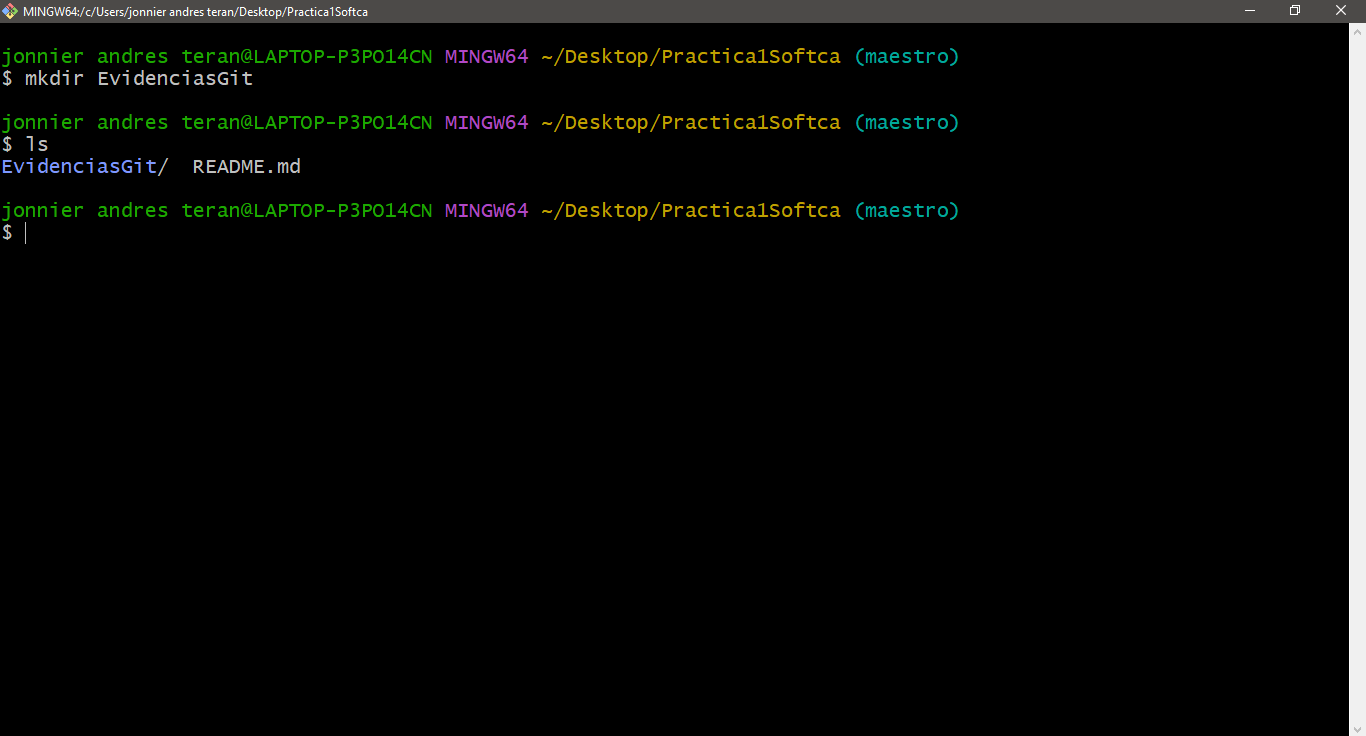 MINGW64:/c/Users/jonnier andres teran/Desktop/Practica1Softca
jonnier andres teran@LAPTOP-P3PO14CN MINGW64 ~/Desktop/Practica1Softca (maestro)
$ mkdir EvidenciasGit
jonnier andres teran@LAPTOP-P3PO14CN MINGW64 ~/Desktop/Practica1Softca (maestro)
$ ls
EvidenciasGit/  README.md
jonnier andres teran@LAPTOP-P3PO14CN MINGW64 ~/Desktop/Practica1Softca (maestro)
$